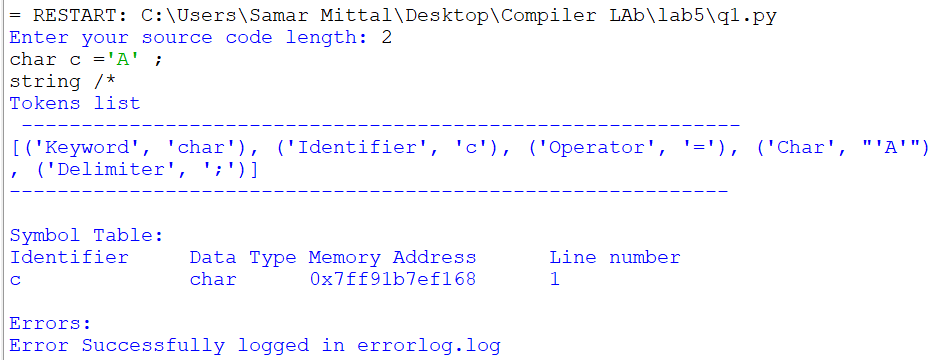 = RESTART: C:\Users\Samar Mittal\Desktop\Compiler LAb\lab5\q1.py
Enter your source code length: 2
char c ='A' ;
string /*
Tokens list
------------------------------------------------------------
[('Keyword', 'char'), ('Identifier', 'c'), ('Operator', '='), ('Char', "'A'")
, ('Delimiter', ';')]
------------------------------------------------------------
Symbol Table:
Identifier     Data Type Memory Address      Line number
c              char      0x7ff91b7ef168      1
Errors:
Error Successfully logged in errorlog.log